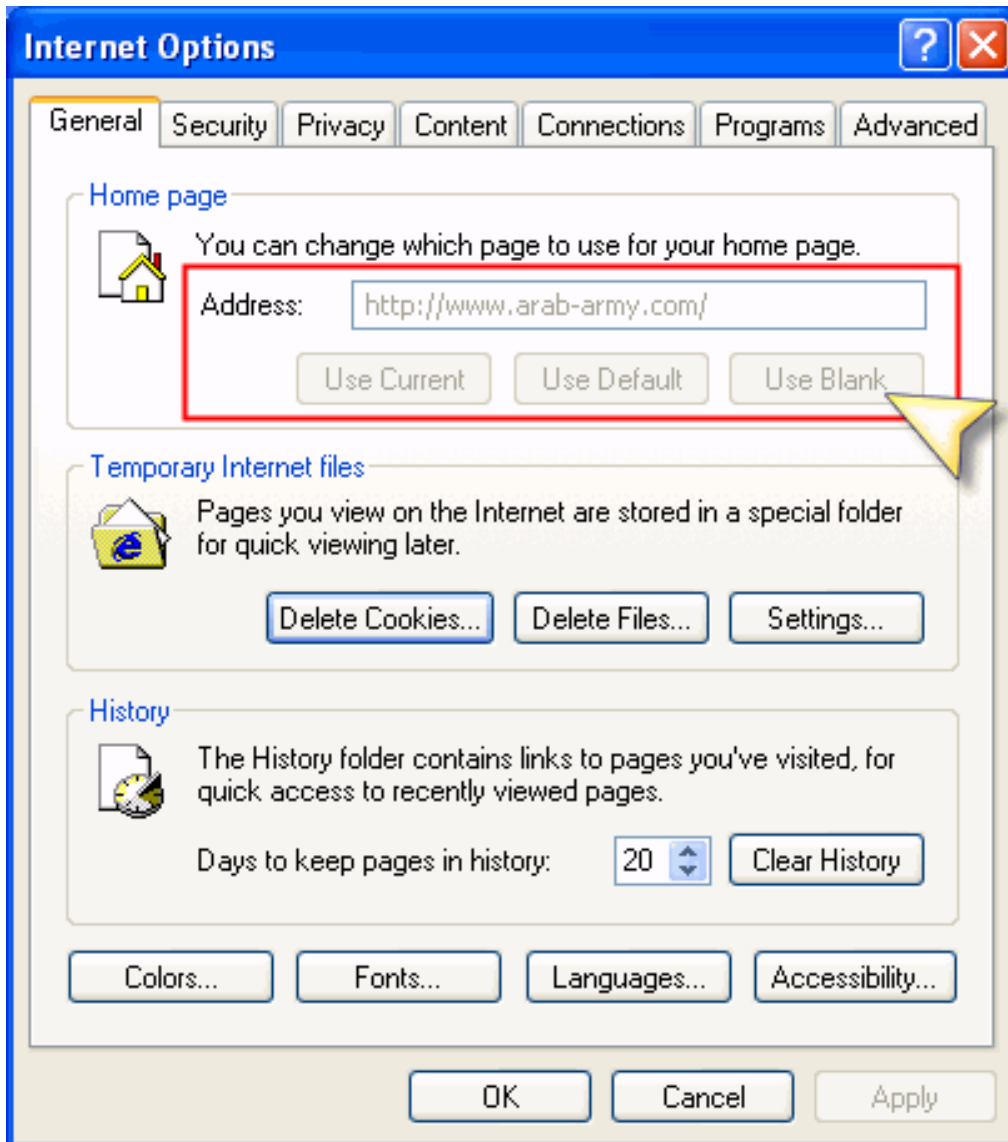 Internet Options
General Security Privacy Content Connections Programs Advanced
Home page
You can change which page to use for your home page.
Address: http://www.arab-army.com/
Use Current Use Default Use Blank
Temporary Internet files
Pages you view on the Internet are stored in a special folder
for quick viewing later.
Delete Cookies... Delete Files... Settings...
History
The History folder contains links to pages you've visited, for
quick access to recently viewed pages.
Days to keep pages in history: 20 Clear History
Colors... Fonts... Languages... Accessibility...
OK Cancel Apply